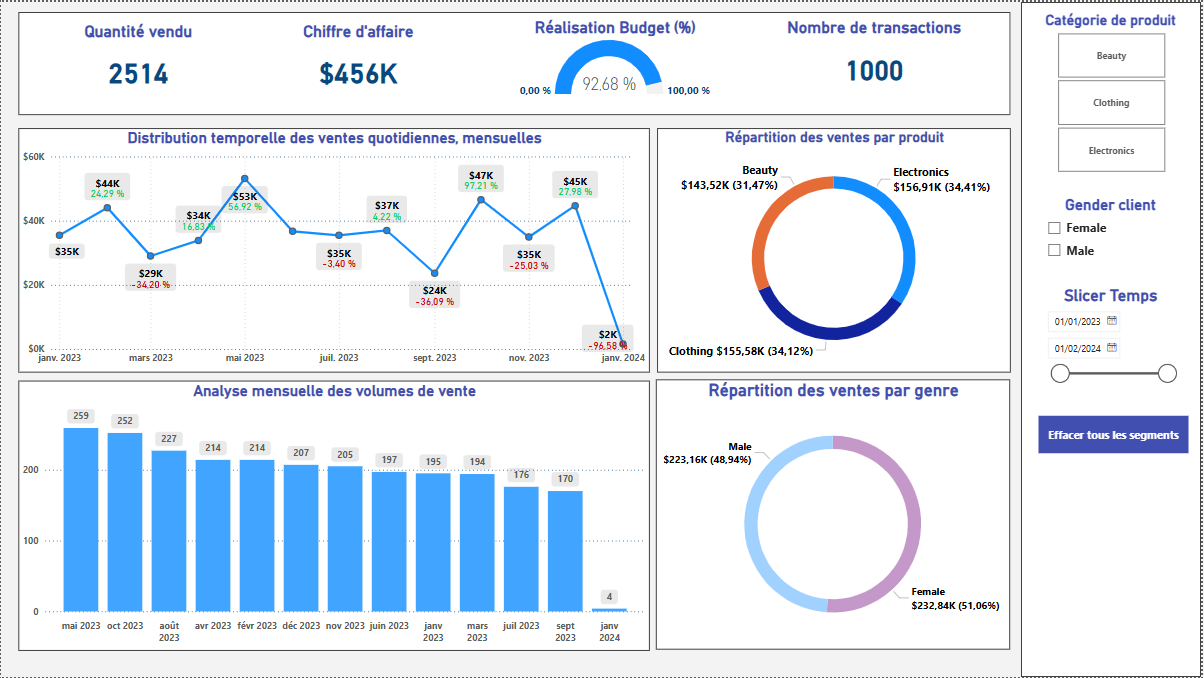 Quantité vendu
2514
Chiffre d'affaire
$456K
Réalisation Budget (%)
92,68 %
0,00 %
100,00 %
Nombre de transactions
1000
Distribution temporelle des ventes quotidiennes, mensuelles
$60K
$40K
$20K
$0K
$35K
$44K
24,29 %
$29K
-34,20 %
$34K
16,83 %
$53K
56,92 %
$35K
-3,40 %
$37K
4,22 %
$24K
-36,09 %
$47K
97,21 %
$35K
-25,03 %
$45K
27,98 %
$2K
-96,58 %
janv. 2023
mars 2023
mai 2023
juil. 2023
sept. 2023
nov. 2023
janv. 2024
Répartition des ventes par produit
Beauty
$143,52K (31,47%)
Electronics
$156,91K (34,41%)
Clothing $155,58K (34,12%)
Analyse mensuelle des volumes de vente
200
100
0
259
252
227
214
214
207
205
197
195
194
176
170
4
mai 2023
oct 2023
août
2023
avr 2023
févr 2023
déc 2023
nov 2023
juin 2023
janv
2023
mars
2023
juil 2023
sept
2023
janv
2024
Répartition des ventes par genre
Male
$223,16K (48,94%)
Female
$232,84K (51,06%)
Catégorie de produit
Beauty
Clothing
Electronics
Gender client
Female
Male
Slicer Temps
01/01/2023
01/02/2024
Effacer tous les segments